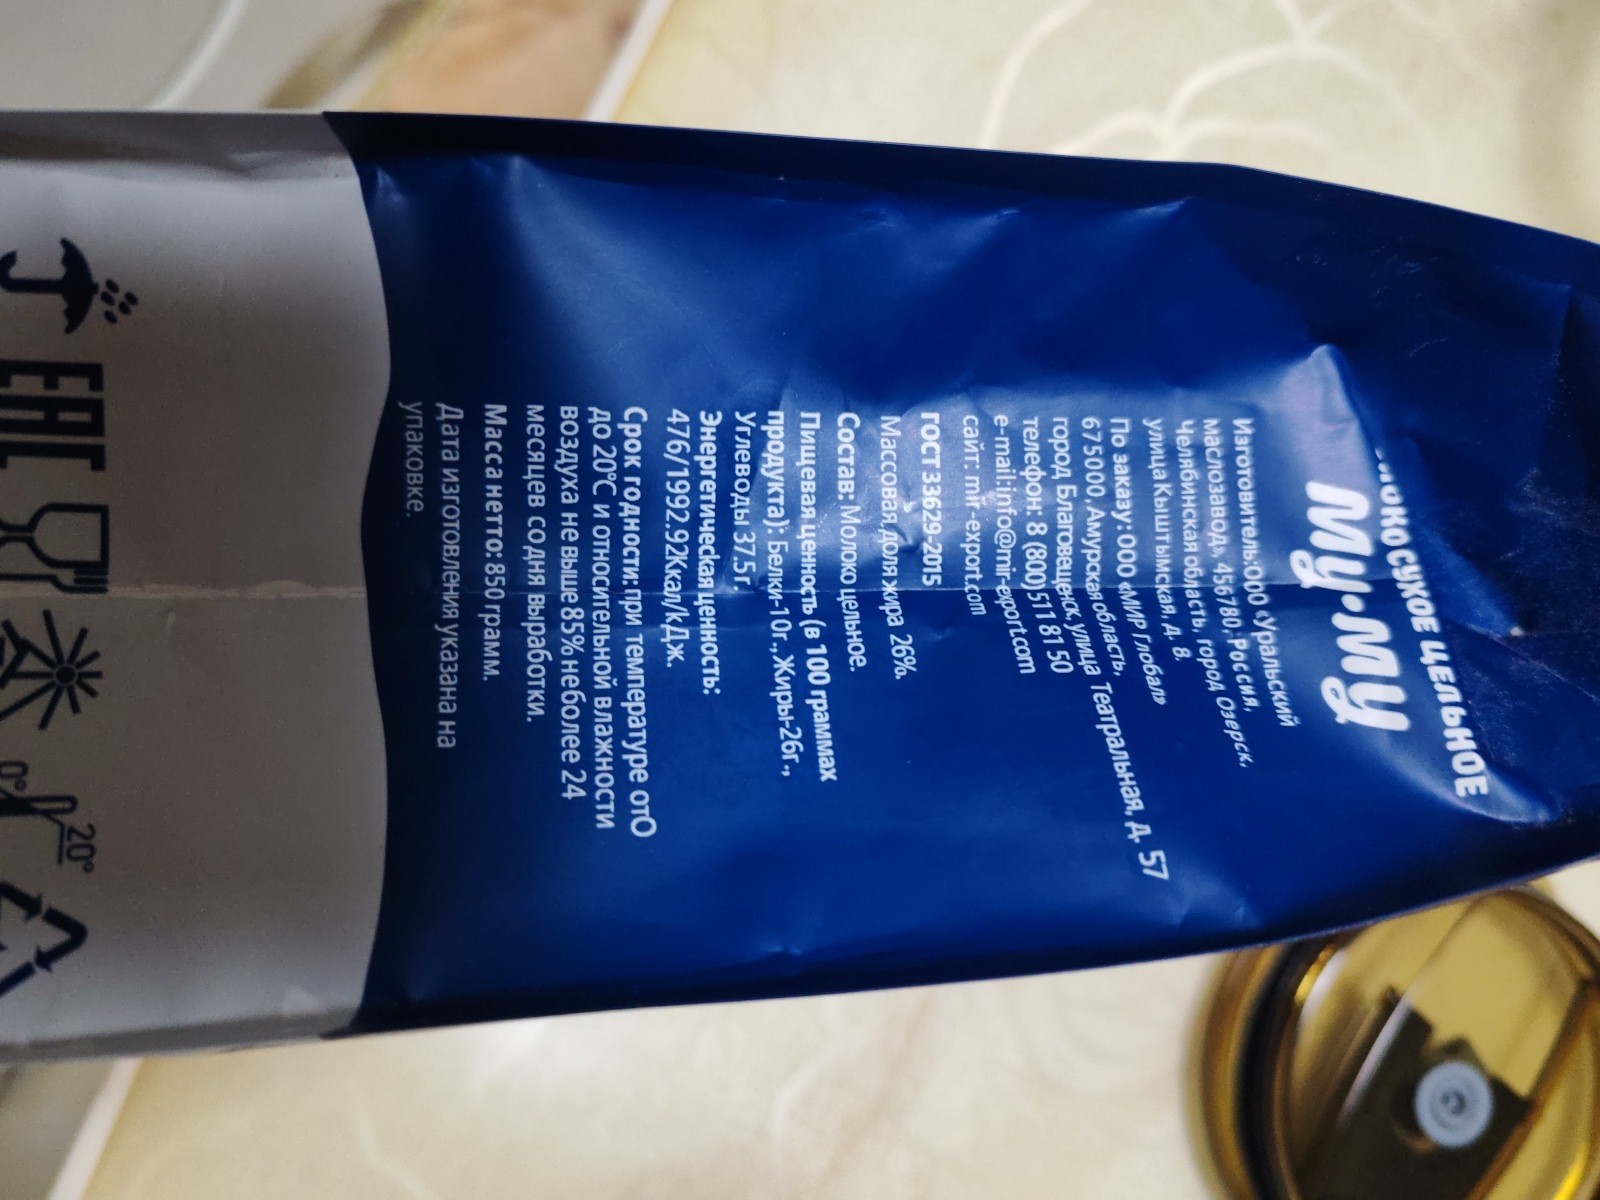 СУХОЕ ЦЕЛЬНОЕ
Му•Му
Изготовитель:ООО «Уральский
маслозавод», 456780, Россия,
Челябинская область, город Озерск,
улица Кыштымская, д. 8.
По заказу: ООО «МИР Глобал»
675000, Амурская область,
город Благовещенск, улица Театральная, д. 57
телефон: 8 (800) 511 81 50
e-mail:info@mir-export.com
сайт: mir-export.com
ГОСТ 33629-2015
Массовая доля жира 26%.
Состав: Молоко цельное.
Пищевая ценность (в 100 граммах
продукта): Белки-10г., Жиры-26г.,
Углеводы 37.5 г.
Энергетическая ценность:
476/1992.92Ккал/кДж.
Срок годности: при температуре от0
до 20°С и относительной влажности
воздуха не выше 85% не более 24
месяцев со дня выработки.
Масса нетто: 850 грамм.
Дата изготовления указана на
упаковке.
EAC
0° 20°